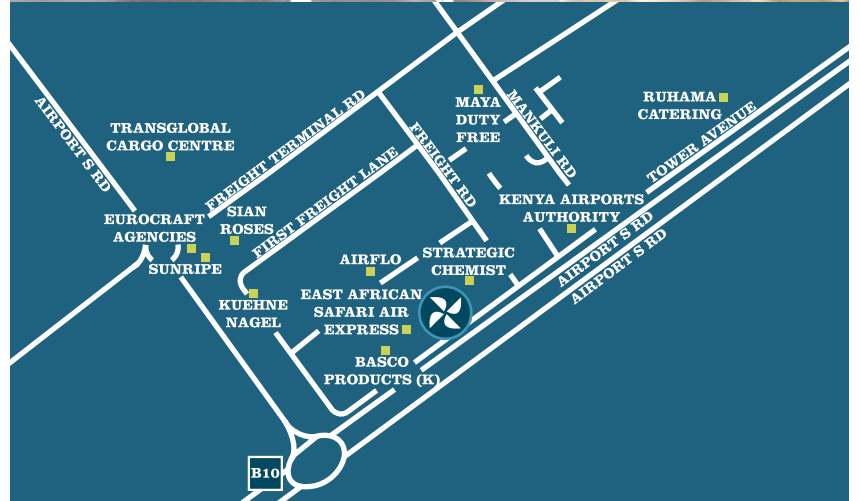 AIRPORT S RD
TRANSGLOBAL
CARGO CENTRE
FREIGHT TERMINAL RD
MAYA
DUTY
FREE
MANKULI RD
RUHAMA
CATERING
TOWER AVENUE
FREIGHT RD
FIRST FREIGHT LANE
EUROCRAFT
AGENCIES
SIAN
ROSES
SUNRIPE
KENYA AIRPORTS
AUTHORITY
AIRPORT S RD
AIRPORT S RD
AIRFLO
STRATEGIC
CHEMIST
KUEHNE
NAGEL
EAST AFRICAN
SAFARI AIR
EXPRESS
BASCO
PRODUCTS (K)
B10